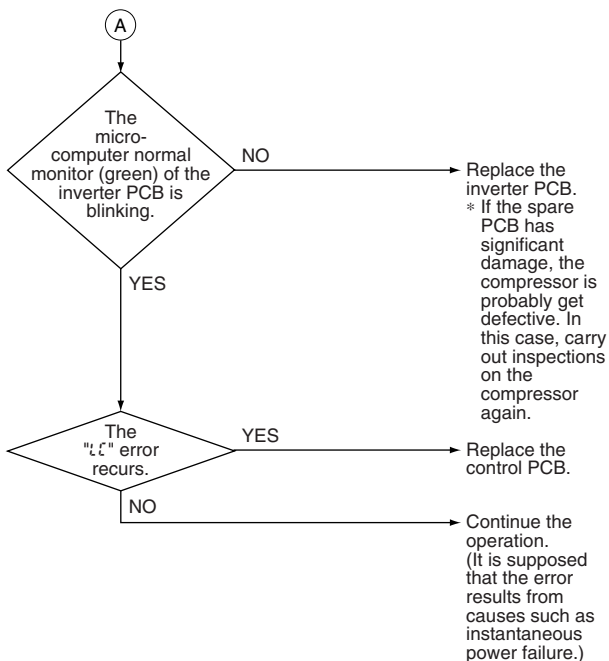 A
The
micro-
computer normal
monitor (green) of the
inverter PCB is
blinking.
NO
Replace the
inverter PCB.
* If the spare
PCB has
significant
damage, the
compressor is
probably get
defective. In
this case, carry
out inspections
on the
compressor
again.
YES
The
"LC" error
recurs.
YES
Replace the
control PCB.
NO
Continue the
operation.
(It is supposed
that the error
results from
causes such as
instantaneous
power failure.)